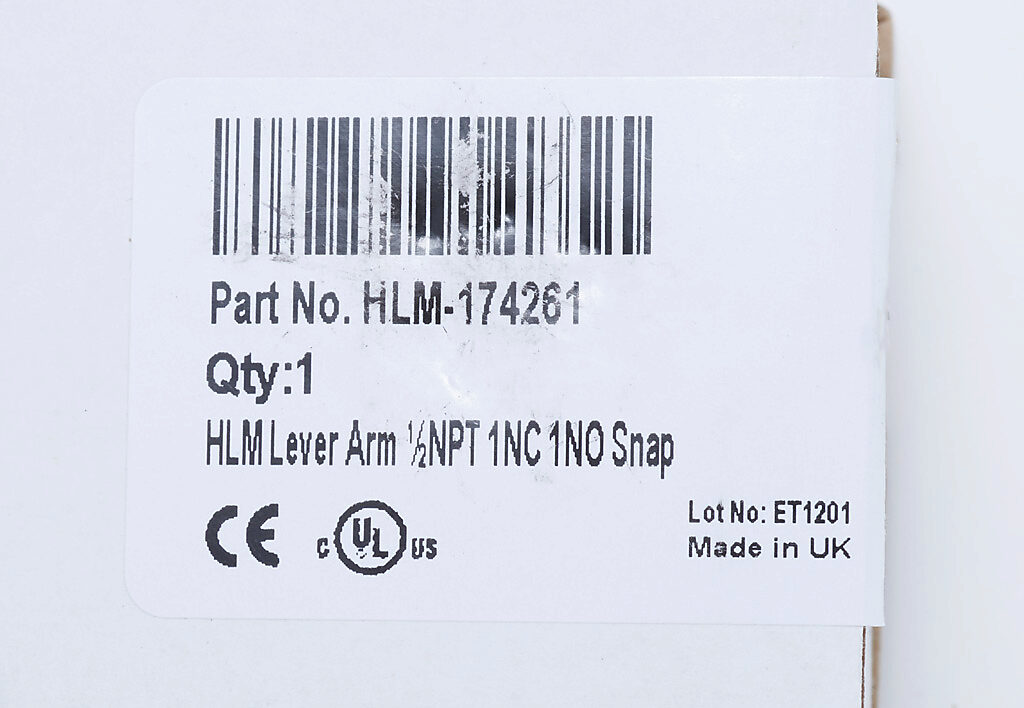 Part No. HLM-174261
Qty:1
HLM Lever Arm ½NPT 1NC 1NO Snap
CE c UL us
Lot No: ET1201
Made in UK